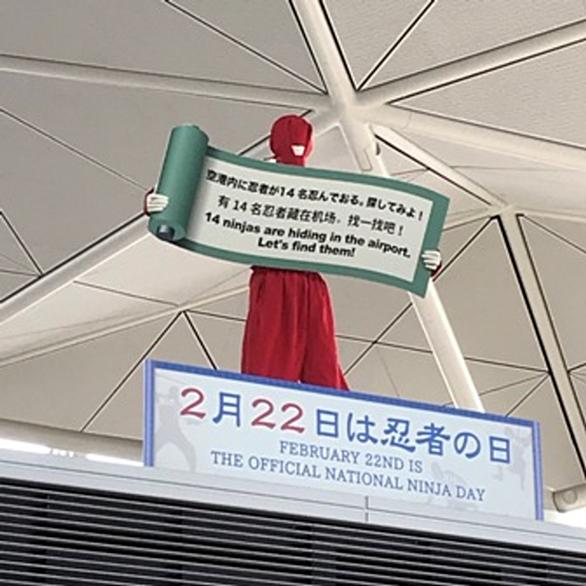 空港内に忍者が14名忍んでおる。探してみよ！
有 14 名忍者藏在机场，找一找吧！
14 ninjas are hiding in the airport.
Let's find them!
2月22日は忍者の日
FEBRUARY 22ND IS
THE OFFICIAL NATIONAL NINJA DAY